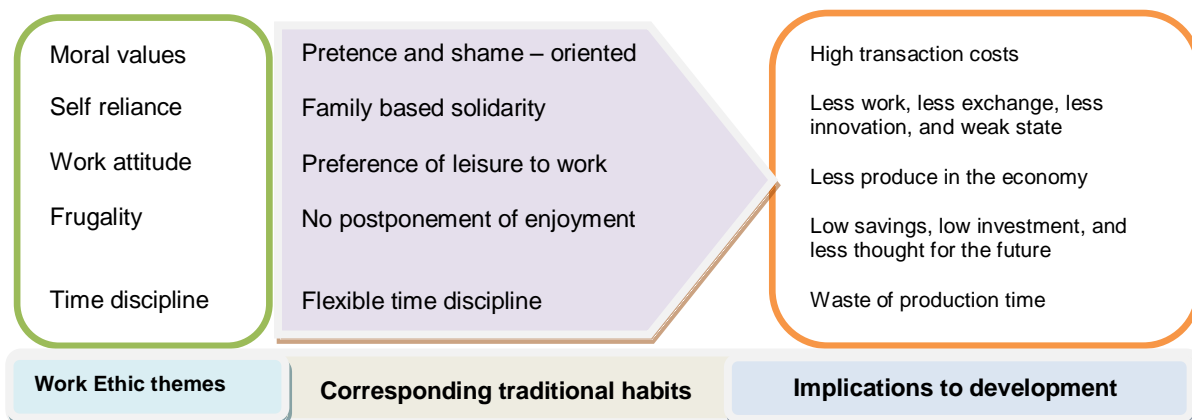 Moral values
Self reliance
Work attitude
Frugality
Time discipline
Pretence and shame – oriented
Family based solidarity
Preference of leisure to work
No postponement of enjoyment
Flexible time discipline
High transaction costs
Less work, less exchange, less
innovation, and weak state
Less produce in the economy
Low savings, low investment, and
less thought for the future
Waste of production time
Work Ethic themes
Corresponding traditional habits
Implications to development